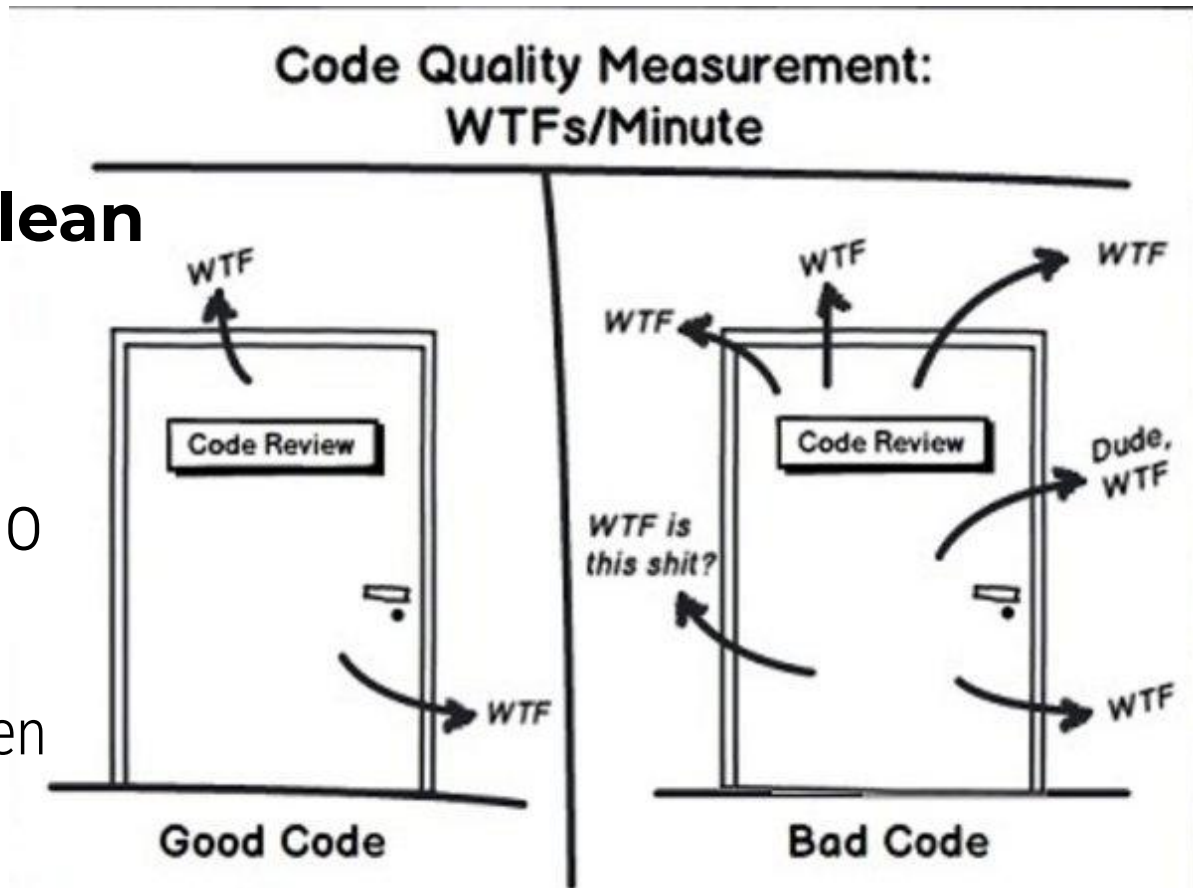 Code Quality Measurement:
WTFs/Minute
lean
o
en
WTF
Code Review
WTF
Good Code
WTF
WTF
WTF
Code Review
Dude,
WTF
WTF is
this shit?
WTF
Bad Code